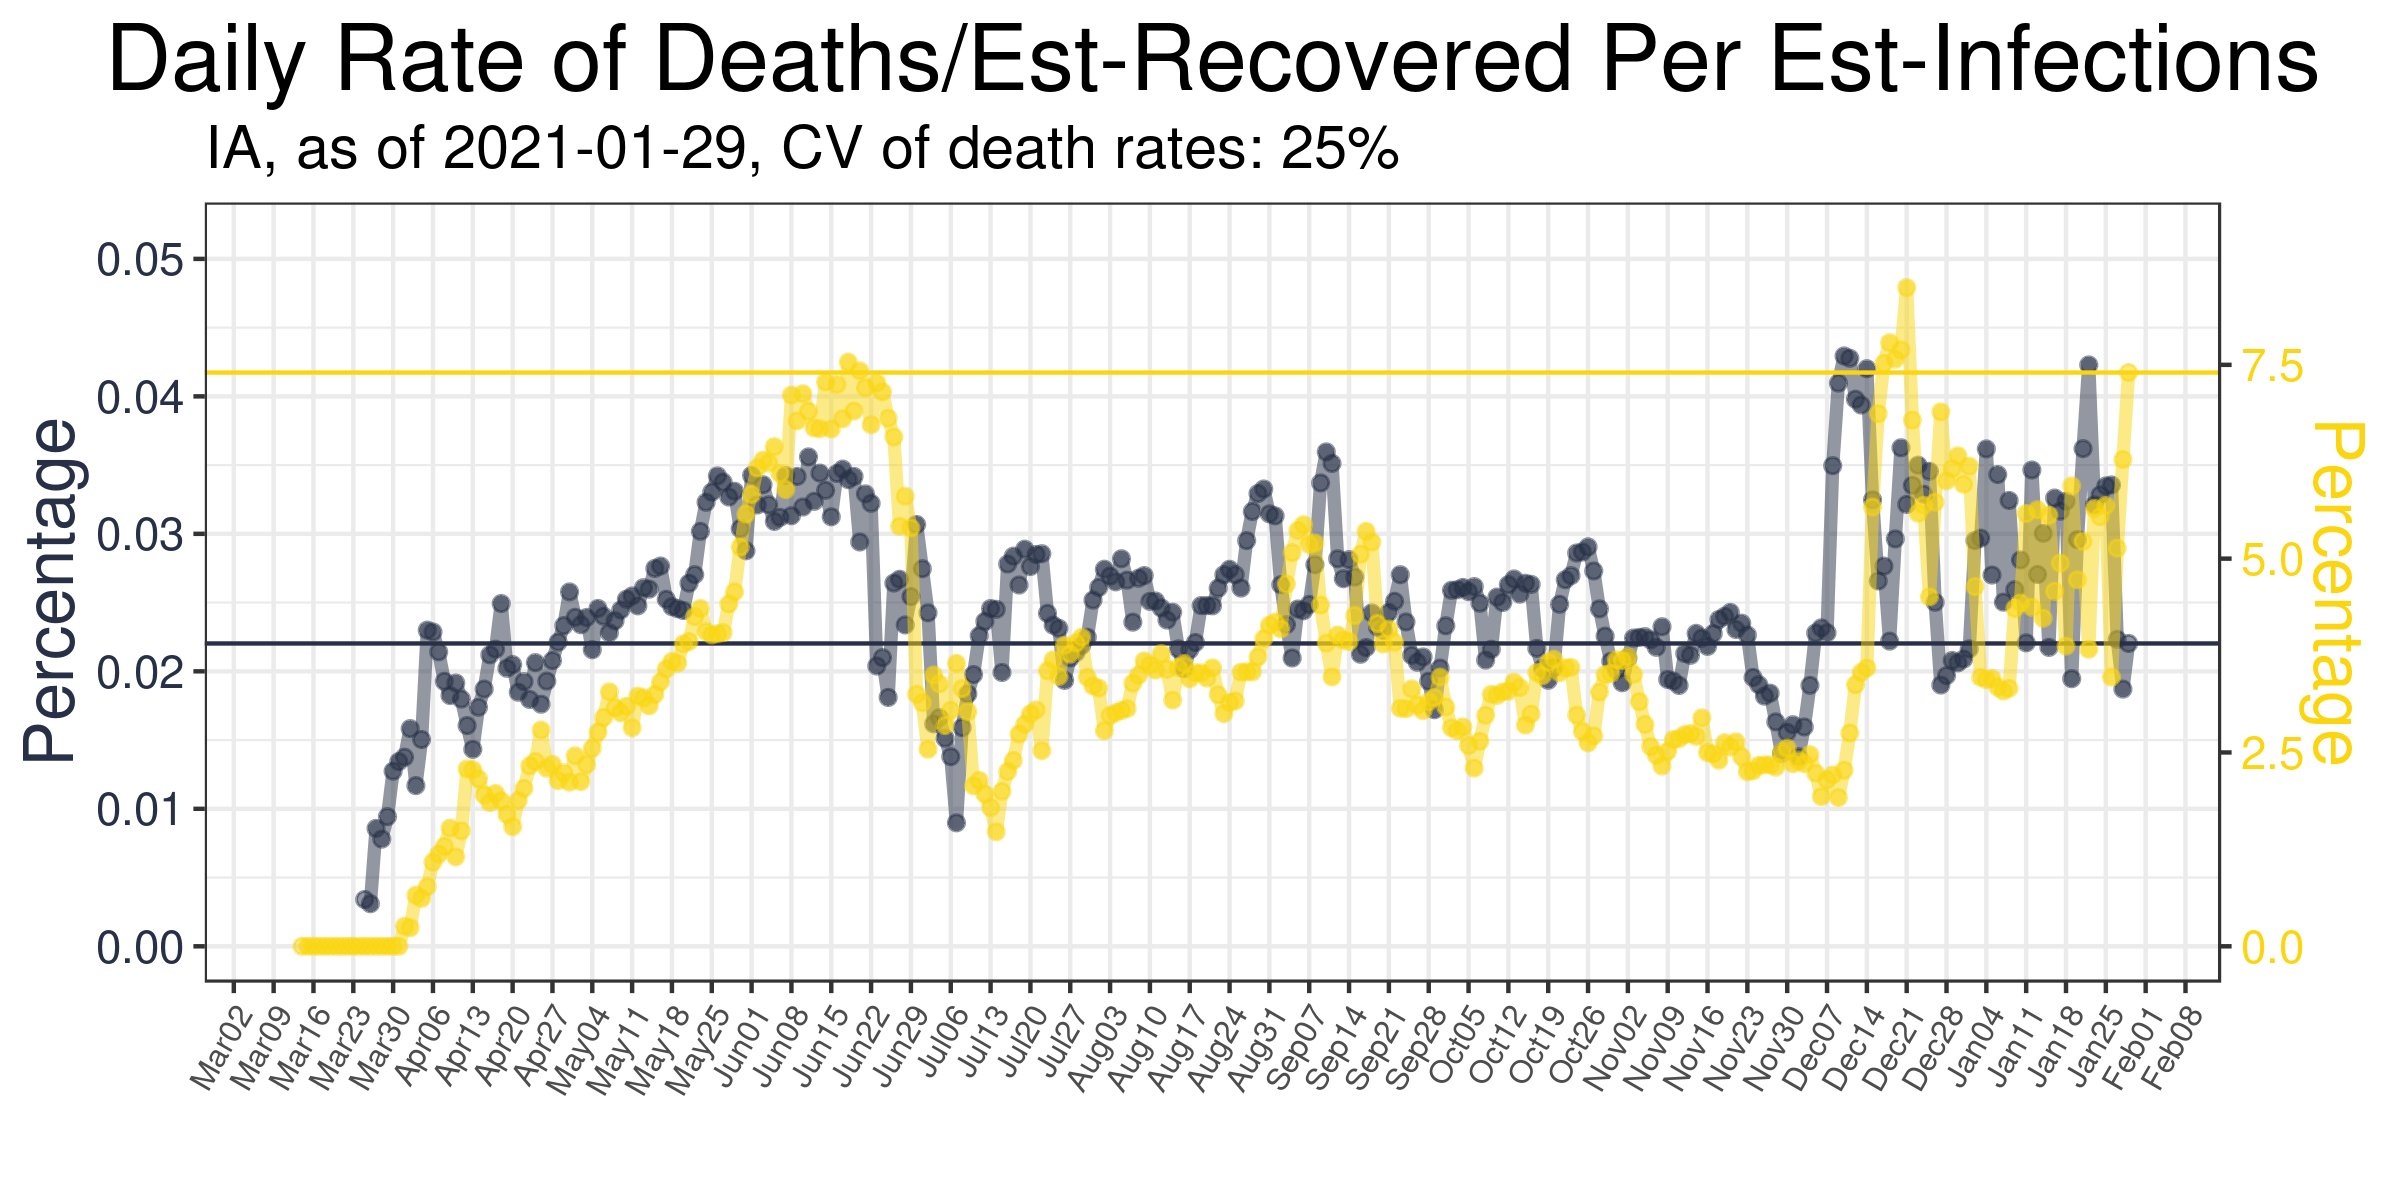 Daily Rate of Deaths/Est-Recovered Per Est-Infections
IA, as of 2021-01-29, CV of death rates: 25%
Percentage
0.05
0.04
0.03
0.02
0.01
0.00
7.5
5.0
2.5
0.0
Percentage
Mar02 Mar09 Mar16 Mar23 Mar30 Apr06 Apr13 Apr20 Apr27 May04 May11 May18 May25 Jun01 Jun08 Jun15 Jun22 Jun29 Jul06 Jul13 Jul20 Jul27 Aug03 Aug10 Aug17 Aug24 Aug31 Sep07 Sep14 Sep21 Sep28 Oct05 Oct12 Oct19 Oct26 Nov02 Nov09 Nov16 Nov23 Nov30 Dec07 Dec14 Dec21 Dec28 Jan04 Jan11 Jan18 Jan25 Feb01 Feb08